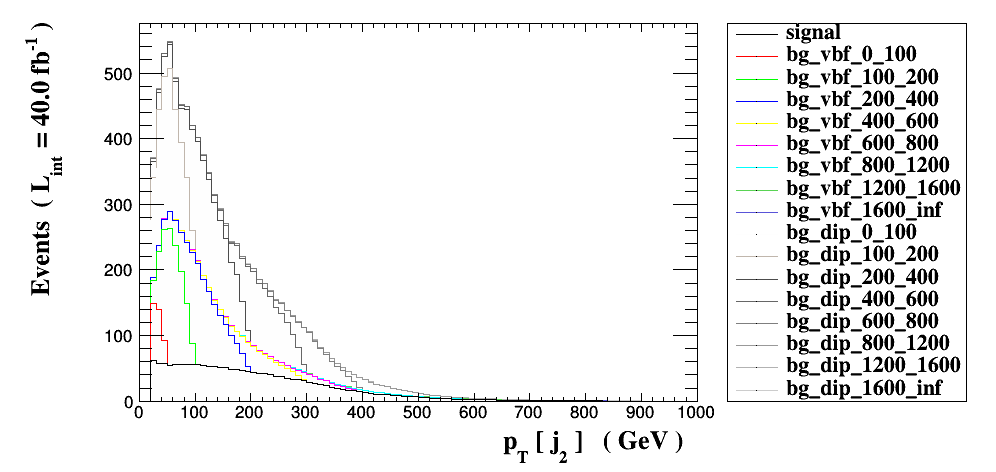 Events ( L_int = 40.0 fb^-1 )
500
400
300
200
100
0
0 100 200 300 400 500 600 700 800 900 1000
p_T [ j_2 ] ( GeV )
signal
bg_vbf_0_100
bg_vbf_100_200
bg_vbf_200_400
bg_vbf_400_600
bg_vbf_600_800
bg_vbf_800_1200
bg_vbf_1200_1600
bg_vbf_1600_inf
bg_dip_0_100
bg_dip_100_200
bg_dip_200_400
bg_dip_400_600
bg_dip_600_800
bg_dip_800_1200
bg_dip_1200_1600
bg_dip_1600_inf